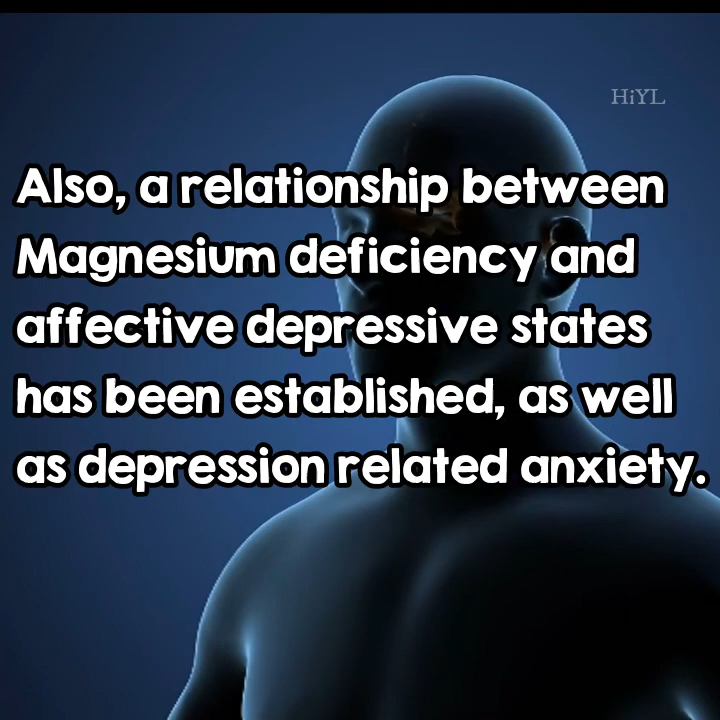 HiYL
Also, a relationship between
Magnesium deficiency and
affective depressive states
has been established, as well
as depression related anxiety.